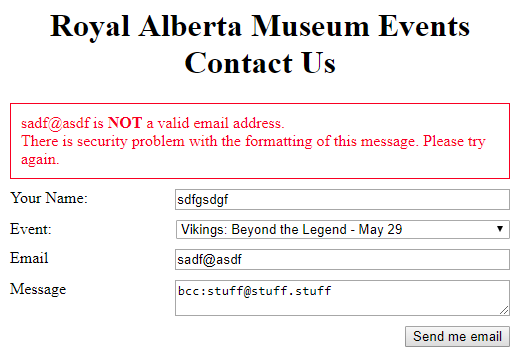 Royal Alberta Museum Events
Contact Us
sadf@asdf is NOT a valid email address.
There is security problem with the formatting of this message. Please try
again.
Your Name: sdfgsdgf
Event: Vikings: Beyond the Legend - May 29
Email sadf@asdf
Message bcc:stuff@stuff.stuff
Send me email